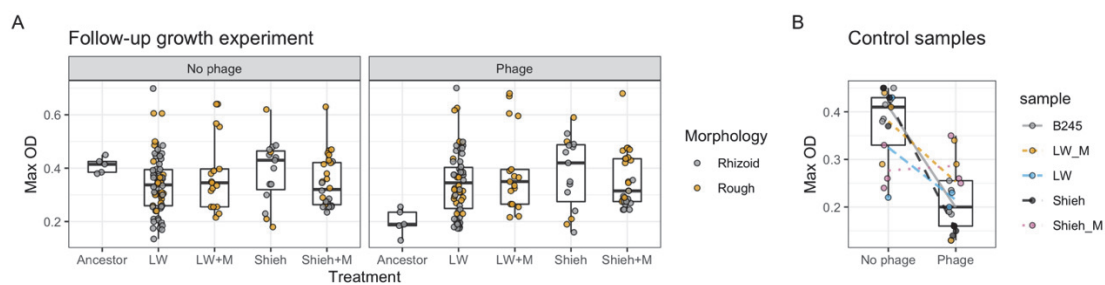 A
Follow-up growth experiment
No phage
Phage
Max OD
0.6
0.4
0.2
Ancestor LW LW+M Shieh Shieh+M
Ancestor LW LW+M Shieh Shieh+M
Treatment
Morphology
Rhizoid
Rough
B
Control samples
Max OD
0.4
0.3
0.2
No phage Phage
sample
B245
LW_M
LW
Shieh
Shieh_M